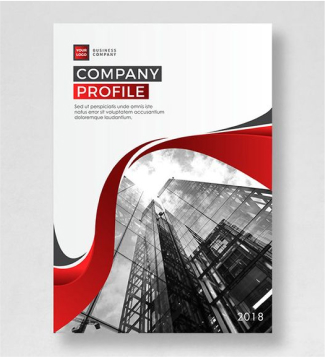 YOUR
LOGO
BUSINESS
COMPANY
COMPANY
PROFILE
Sed ut perspiciatis unde omnis iste
natus error sit voluptatem accusantium
doloremque laudantium.
2018